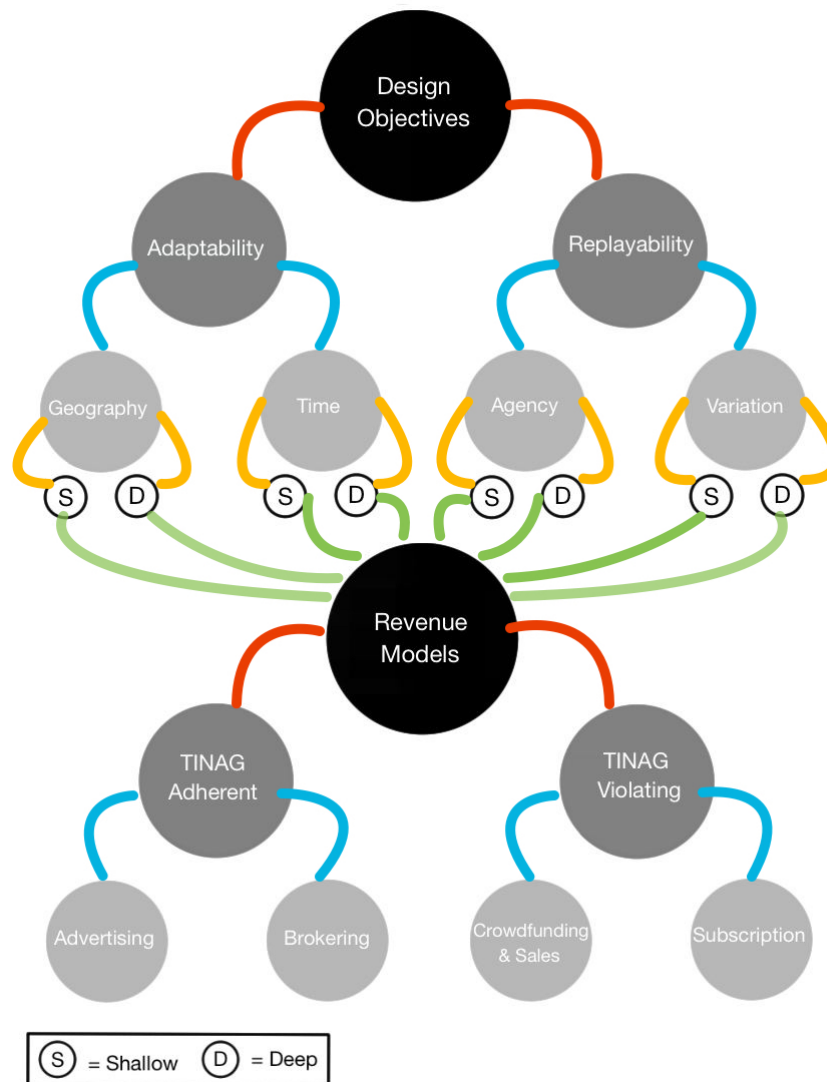 Design
Objectives
Adaptability
Replayability
Geography
Time
Agency
Variation
S
D
S
D
S
D
S
D
Revenue
Models
TINAG
Adherent
TINAG
Violating
Advertising
Brokering
Crowdfunding
& Sales
Subscription
S = Shallow D = Deep